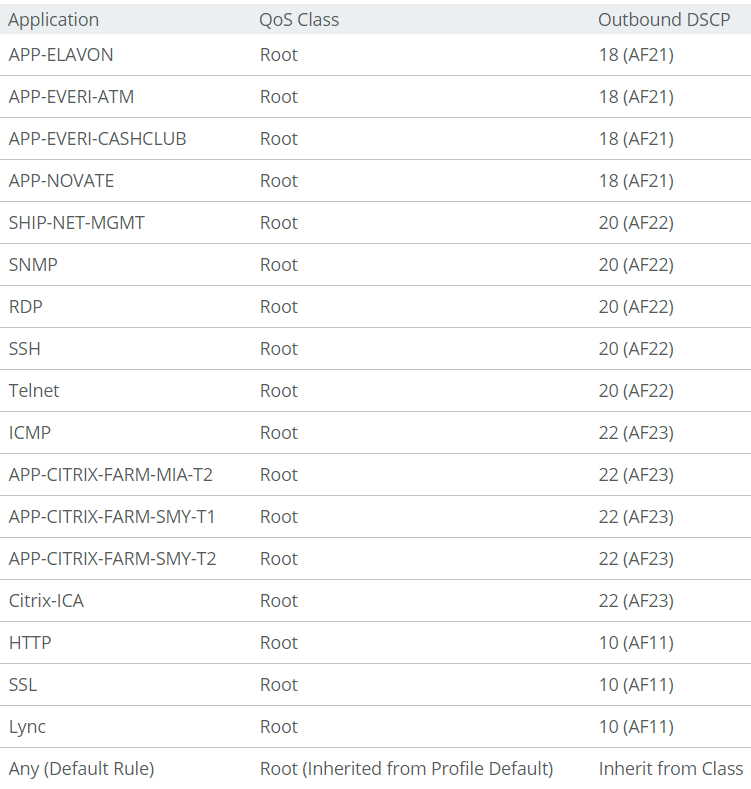 Application QoS Class Outbound DSCP
APP-ELAVON Root 18 (AF21)
APP-EVERI-ATM Root 18 (AF21)
APP-EVERI-CASHCLUB Root 18 (AF21)
APP-NOVATE Root 18 (AF21)
SHIP-NET-MGMT Root 20 (AF22)
SNMP Root 20 (AF22)
RDP Root 20 (AF22)
SSH Root 20 (AF22)
Telnet Root 20 (AF22)
ICMP Root 22 (AF23)
APP-CITRIX-FARM-MIA-T2 Root 22 (AF23)
APP-CITRIX-FARM-SMY-T1 Root 22 (AF23)
APP-CITRIX-FARM-SMY-T2 Root 22 (AF23)
Citrix-ICA Root 22 (AF23)
HTTP Root 10 (AF11)
SSL Root 10 (AF11)
Lync Root 10 (AF11)
Any (Default Rule) Root (Inherited from Profile Default) Inherit from Class